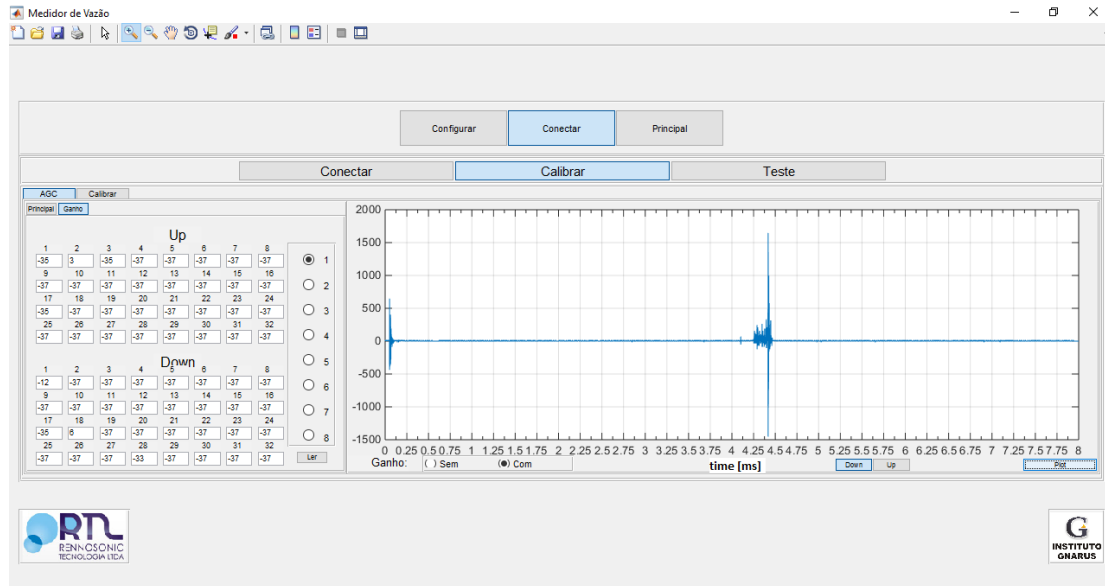 Medidor de Vazão
Configurar Conectar Principal
Conectar Calibrar Teste
AGC Calibrar
Principal Ganho
Up
1 2 3 4 5 6 7 8
-35 3 -35 -37 -37 -37 -37 -37
9 10 11 12 13 14 15 16
-37 -37 -37 -37 -37 -37 -37 -37
17 18 19 20 21 22 23 24
-35 -37 -37 -37 -37 -37 -37 -37
25 26 27 28 29 30 31 32
-37 -37 -37 -37 -37 -37 -37 -37
Down
1 2 3 4 5 6 7 8
-12 -37 -37 -37 -37 -37 -37 -37
9 10 11 12 13 14 15 16
-37 -37 -37 -37 -37 -37 -37 -37
17 18 19 20 21 22 23 24
-35 6 -37 -37 -37 -37 -37 -37
25 26 27 28 29 30 31 32
-37 -37 -37 -33 -37 -37 -37 -37
1
2
3
4
5
6
7
8
Ler
2000
1500
1000
500
0
-500
-1000
-1500
0 0.25 0.5 0.75 1 1.25 1.5 1.75 2 2.25 2.5 2.75 3 3.25 3.5 3.75 4 4.25 4.5 4.75 5 5.25 5.5 5.75 6 6.25 6.5 6.75 7 7.25 7.5 7.75 8
Ganho: Sem Com
time [ms]
Down Up
Plot
RTL
RENNOSONIC
TECNOLOGIA LTDA
G
INSTITUTO
GNARUS